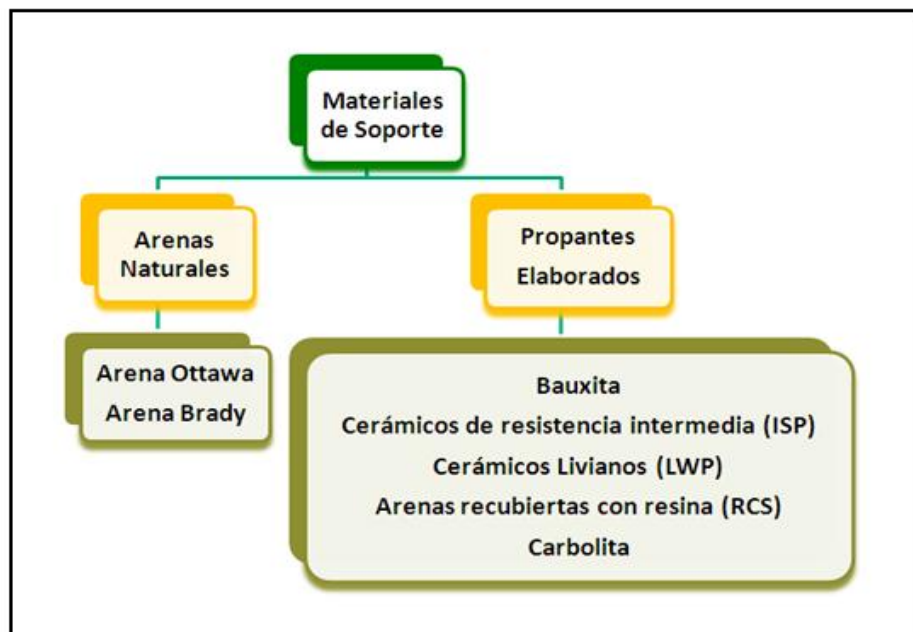 Materiales
de Soporte
Arenas
Naturales
Propantes
Elaborados
Arena Ottawa
Arena Brady
Bauxita
Cerámicos de resistencia intermedia (ISP)
Cerámicos Livianos (LWP)
Arenas recubiertas con resina (RCS)
Carbolita